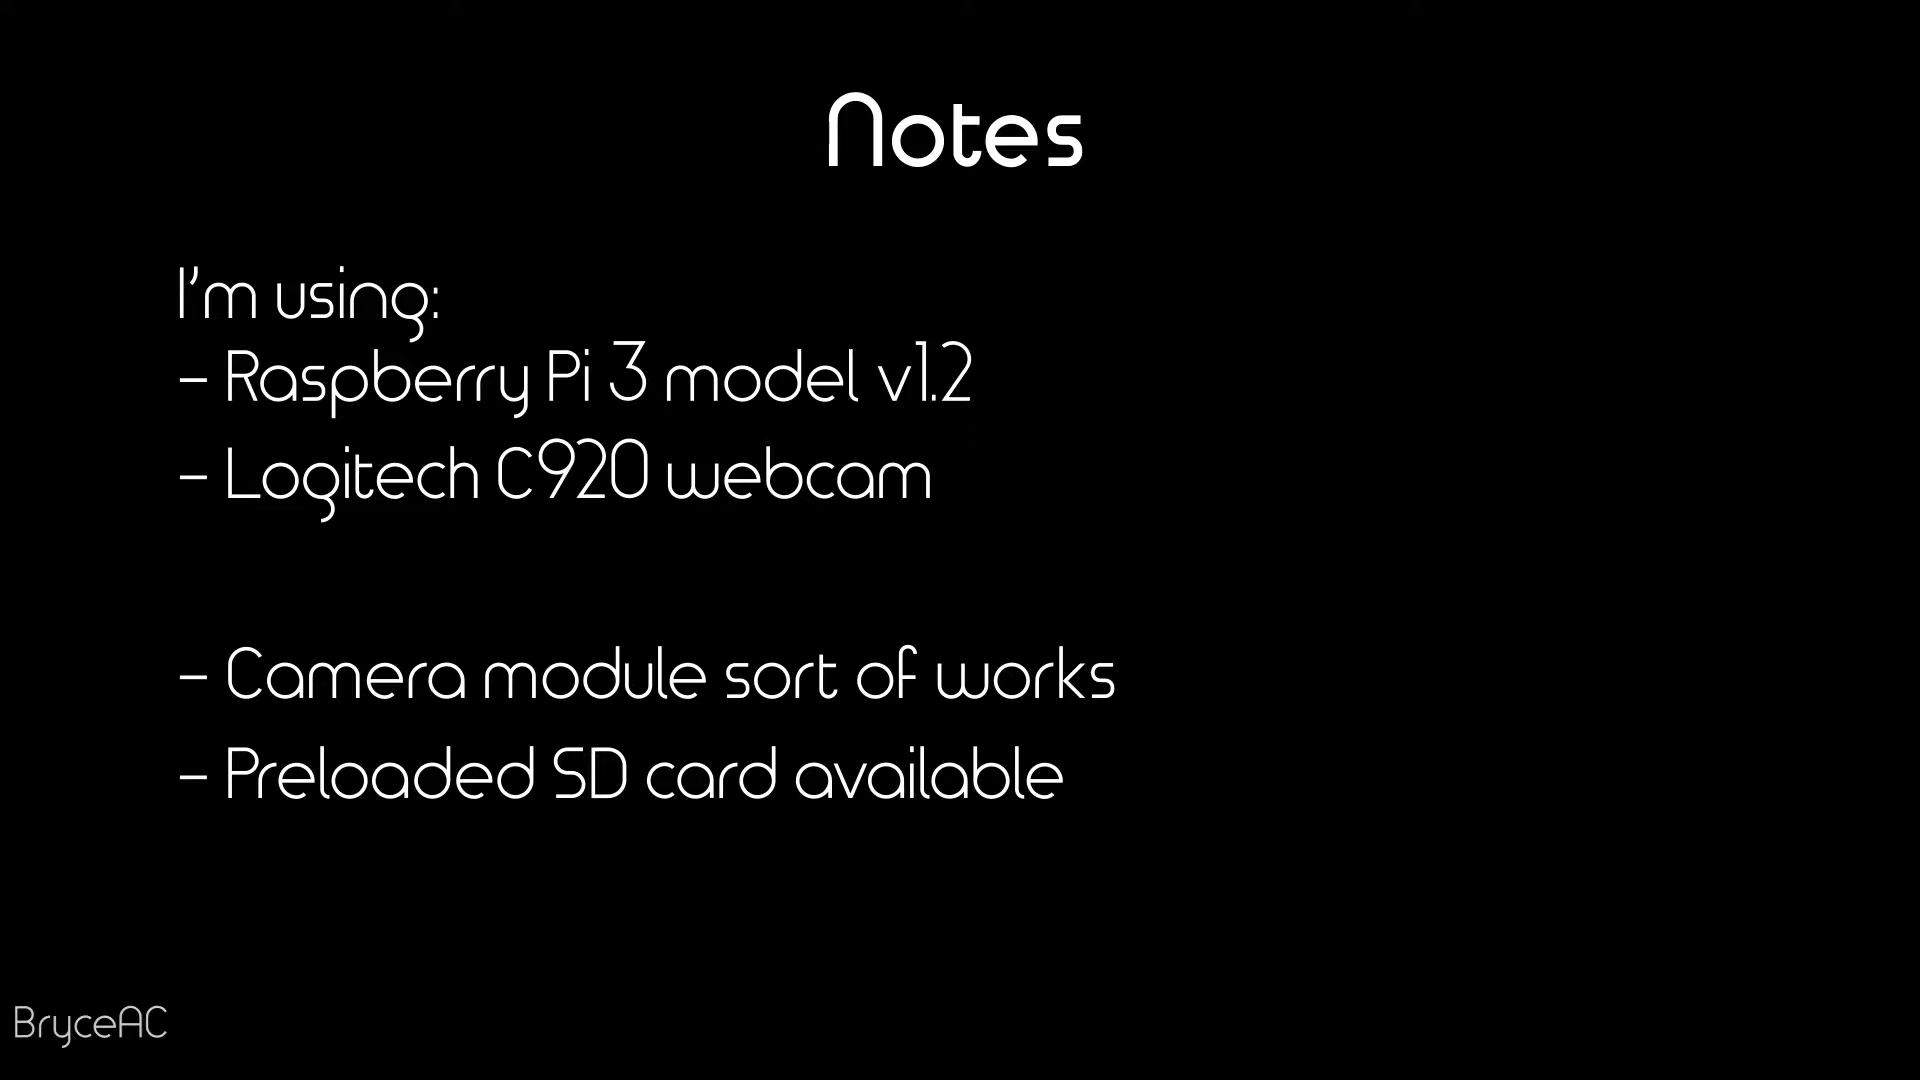 Notes
I'm using:
- Raspberry Pi 3 model v1.2
- Logitech C920 webcam
- Camera module sort of works
- Preloaded SD card available
BryceAC